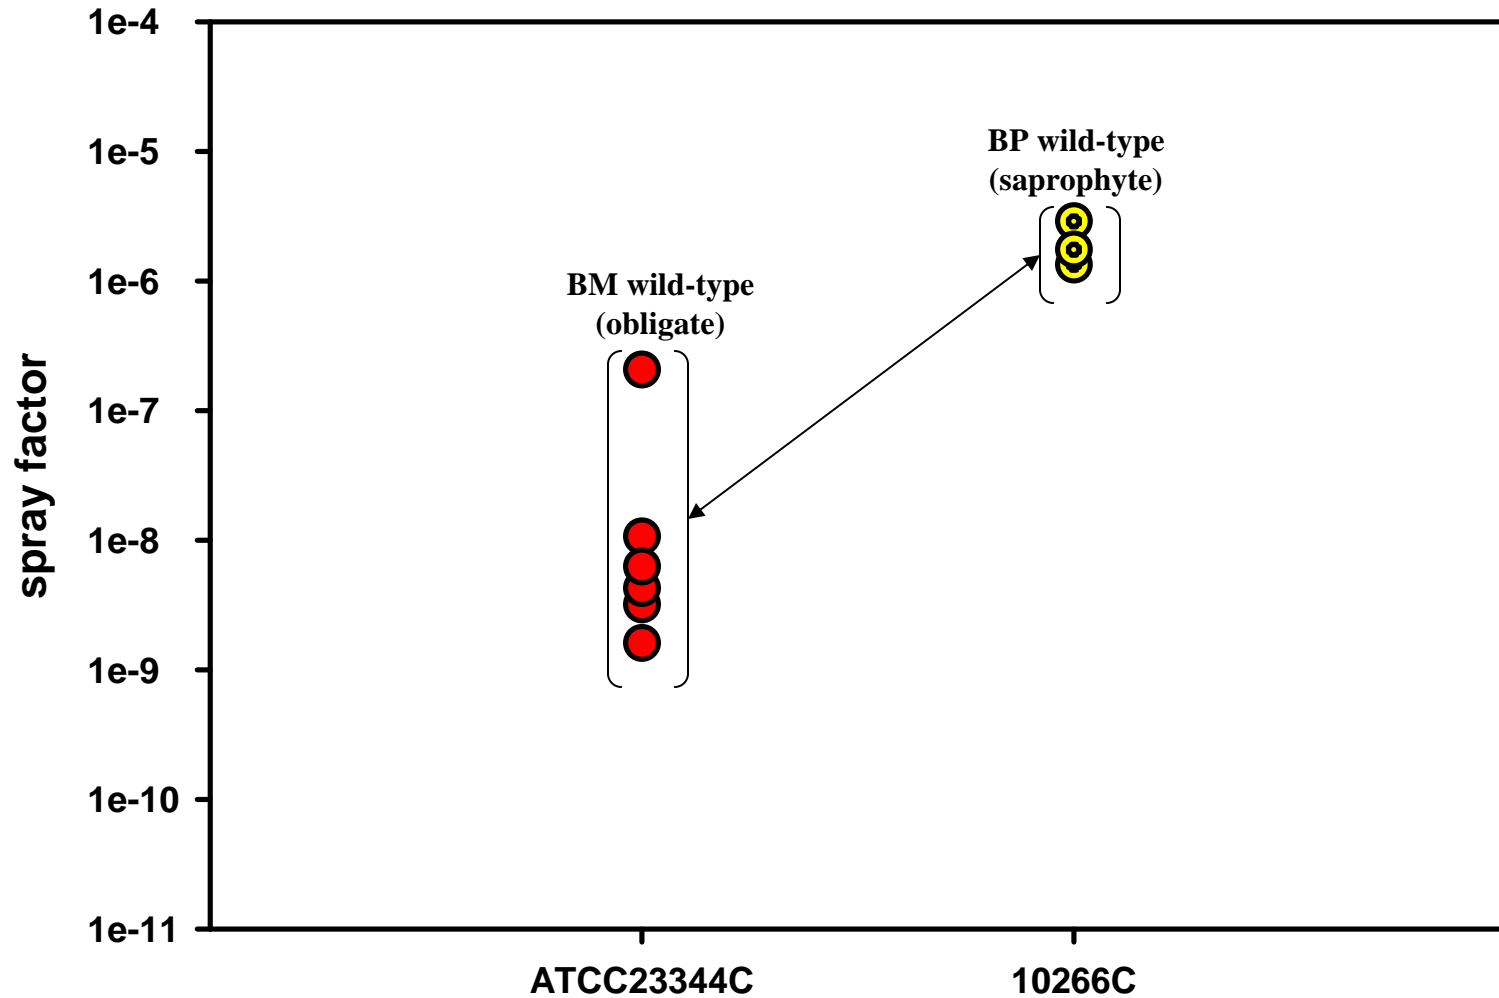 1e-4
1e-5
1e-6
1e-7
1e-8
1e-9
1e-10
1e-11
spray factor
BP wild-type
(saprophyte)
BM wild-type
(obligate)
ATCC23344C
10266C